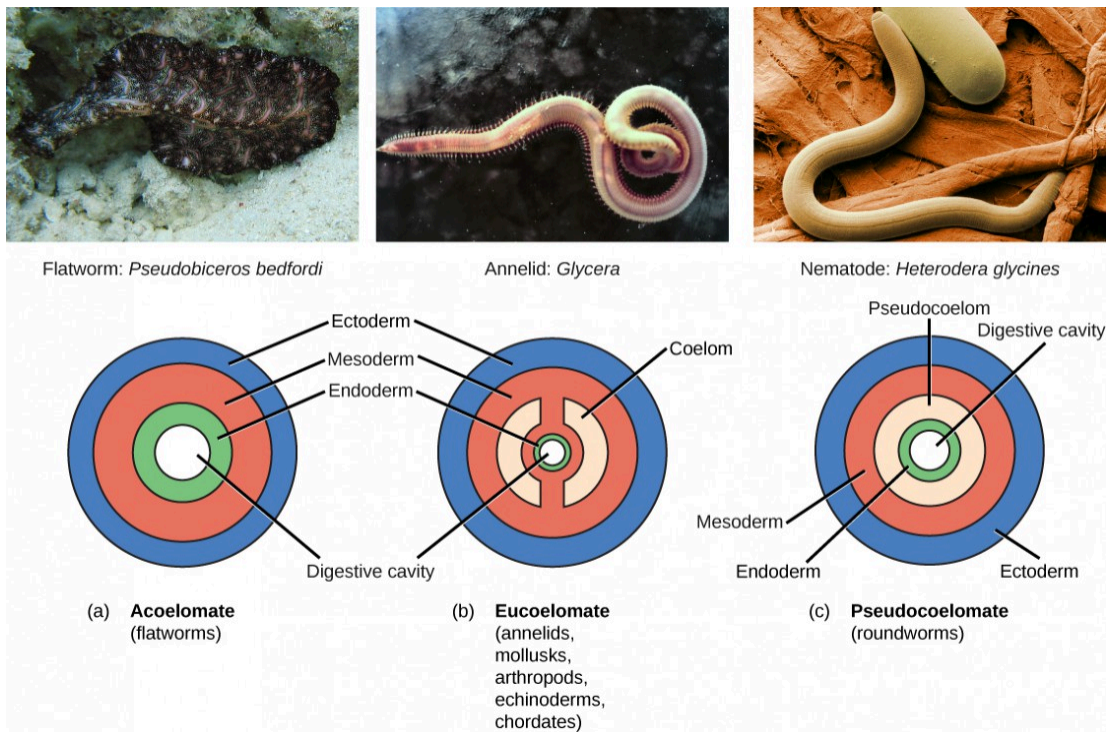 Flatworm: Pseudobiceros bedfordi
Annelid: Glycera
Nematode: Heterodera glycines
Ectoderm
Mesoderm
Endoderm
Digestive cavity
Coelom
Pseudocoelom
Digestive cavity
Mesoderm
Endoderm
Ectoderm
(a) Acoelomate
(flatworms)
(b) Eucoelomate
(annelids,
mollusks,
arthropods,
echinoderms,
chordates)
(c) Pseudocoelomate
(roundworms)